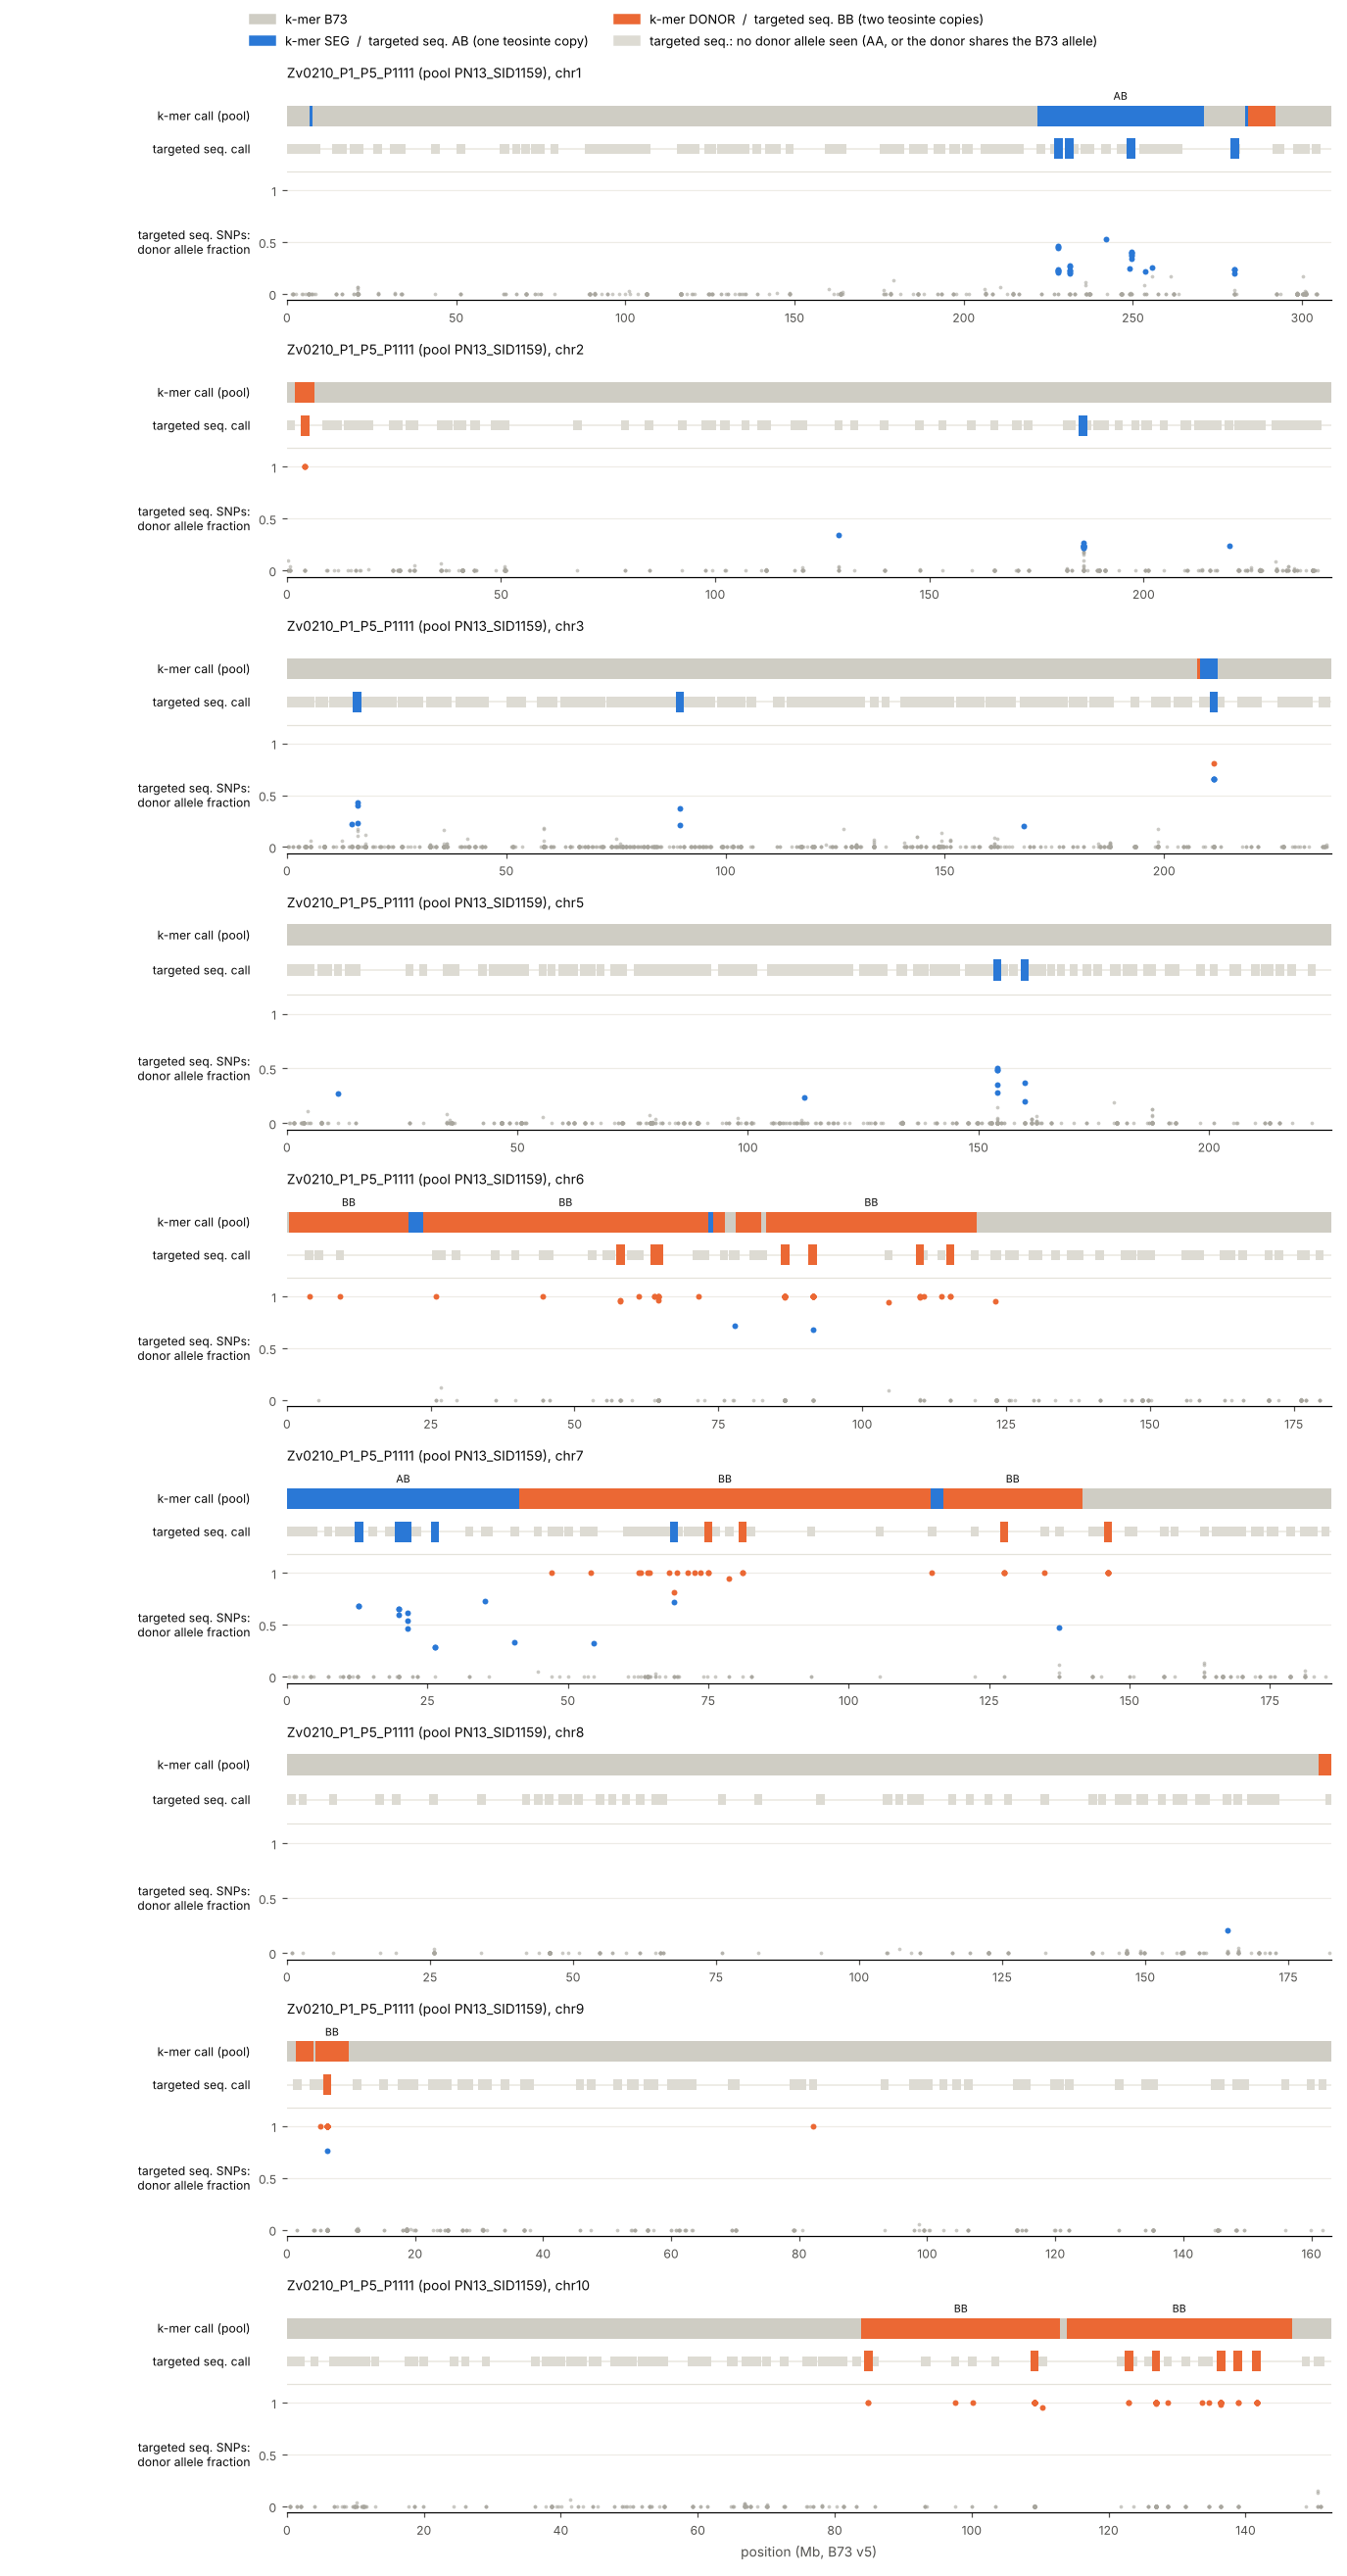 k-mer B73
k-mer DONOR / targeted seq. BB (two teosinte copies)
k-mer SEG / targeted seq. AB (one teosinte copy)
targeted seq.: no donor allele seen (AA, or the donor shares the B73 allele)
Zv0210_P1_P5_P1111 (pool PN13_SID1159), chr1
AB
k-mer call (pool)
targeted seq. call
1
targeted seq. SNPs:
donor allele fraction
0.5
0
0 50 100 150 200 250 300
Zv0210_P1_P5_P1111 (pool PN13_SID1159), chr2
k-mer call (pool)
targeted seq. call
1
targeted seq. SNPs:
donor allele fraction
0.5
0
0 50 100 150 200
Zv0210_P1_P5_P1111 (pool PN13_SID1159), chr3
k-mer call (pool)
targeted seq. call
1
targeted seq. SNPs:
donor allele fraction
0.5
0
0 50 100 150 200
Zv0210_P1_P5_P1111 (pool PN13_SID1159), chr5
k-mer call (pool)
targeted seq. call
1
targeted seq. SNPs:
donor allele fraction
0.5
0
0 50 100 150 200
Zv0210_P1_P5_P1111 (pool PN13_SID1159), chr6
BB BB BB
k-mer call (pool)
targeted seq. call
1
targeted seq. SNPs:
donor allele fraction
0.5
0
0 25 50 75 100 125 150 175
Zv0210_P1_P5_P1111 (pool PN13_SID1159), chr7
AB BB BB
k-mer call (pool)
targeted seq. call
1
targeted seq. SNPs:
donor allele fraction
0.5
0
0 25 50 75 100 125 150 175
Zv0210_P1_P5_P1111 (pool PN13_SID1159), chr8
k-mer call (pool)
targeted seq. call
1
targeted seq. SNPs:
donor allele fraction
0.5
0
0 25 50 75 100 125 150 175
Zv0210_P1_P5_P1111 (pool PN13_SID1159), chr9
BB
k-mer call (pool)
targeted seq. call
1
targeted seq. SNPs:
donor allele fraction
0.5
0
0 20 40 60 80 100 120 140 160
Zv0210_P1_P5_P1111 (pool PN13_SID1159), chr10
BB BB
k-mer call (pool)
targeted seq. call
1
targeted seq. SNPs:
donor allele fraction
0.5
0
0 20 40 60 80 100 120 140
position (Mb, B73 v5)